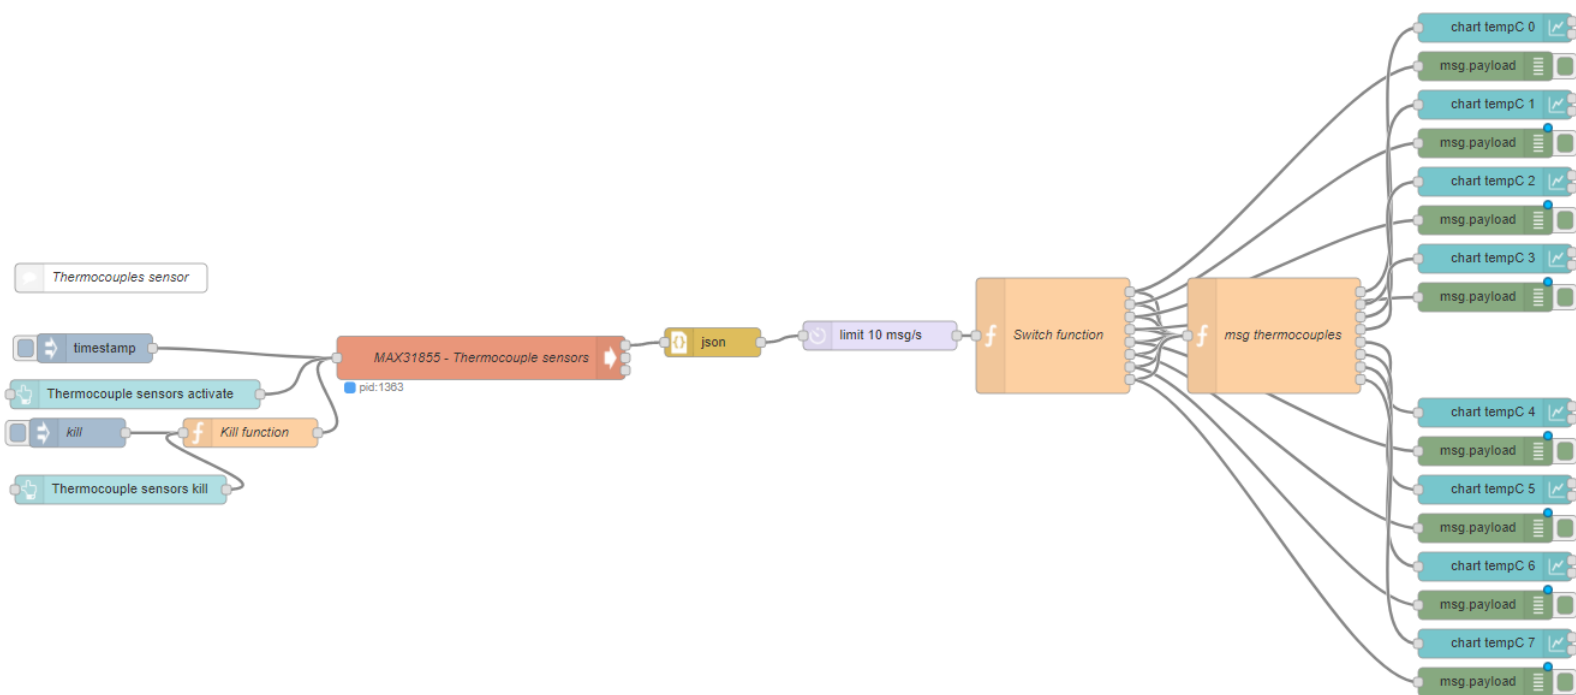 chart tempC 0
msg.payload
chart tempC 1
msg.payload
chart tempC 2
msg.payload
chart tempC 3
msg.payload
Thermocouples sensor
timestamp
Thermocouple sensors activate
kill
Kill function
Thermocouple sensors kill
MAX31855 - Thermocouple sensors
pid:1363
json
limit 10 msg/s
Switch function
msg thermocouples
chart tempC 4
msg.payload
chart tempC 5
msg.payload
chart tempC 6
msg.payload
chart tempC 7
msg.payload